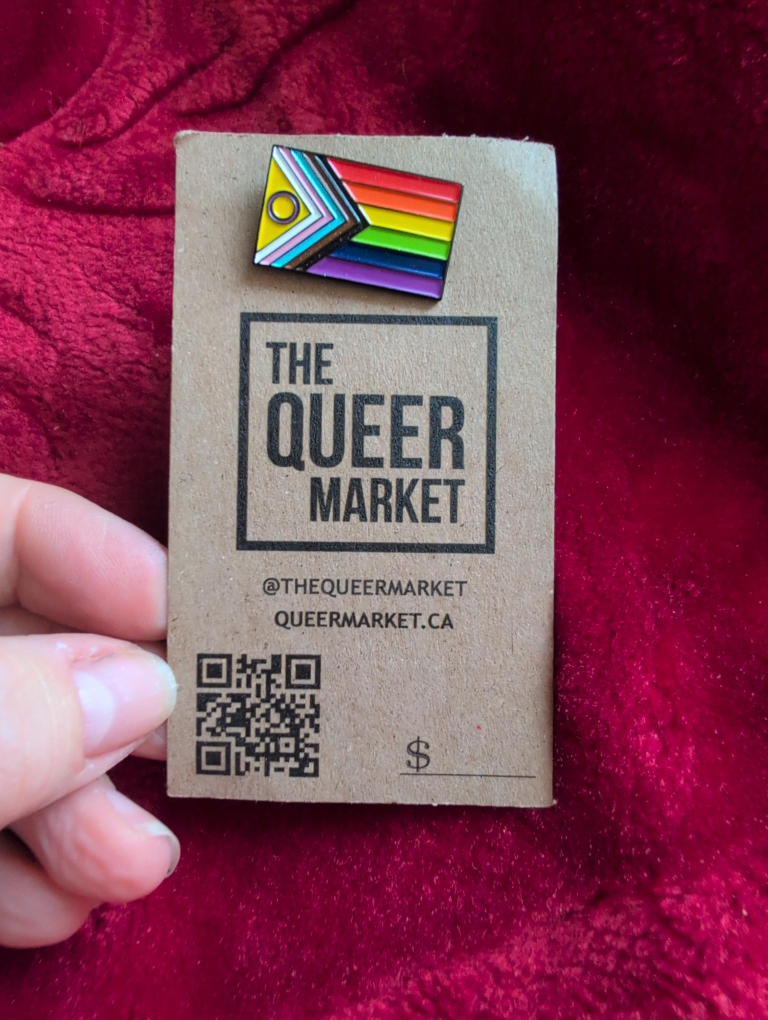 THE
QUEER
MARKET
@THEQUEERMARKET
QUEERMARKET.CA
$